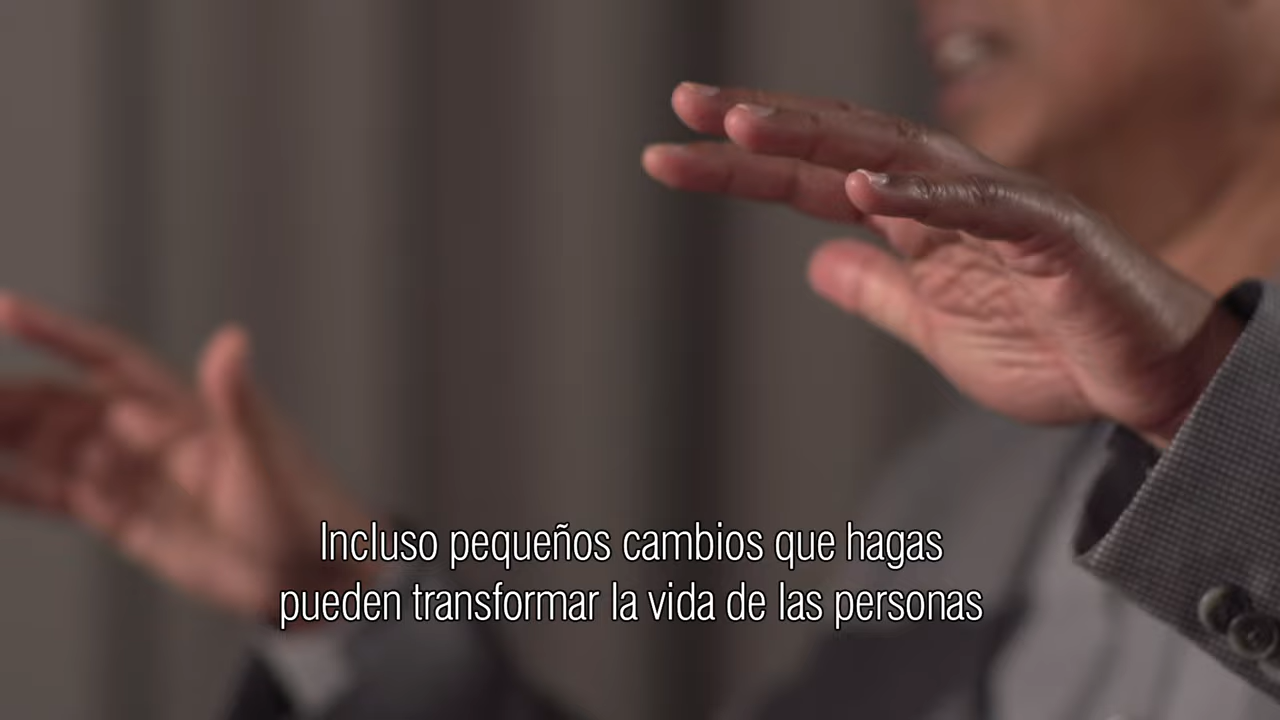 Incluso pequeños cambios que hagas
pueden transformar la vida de las personas